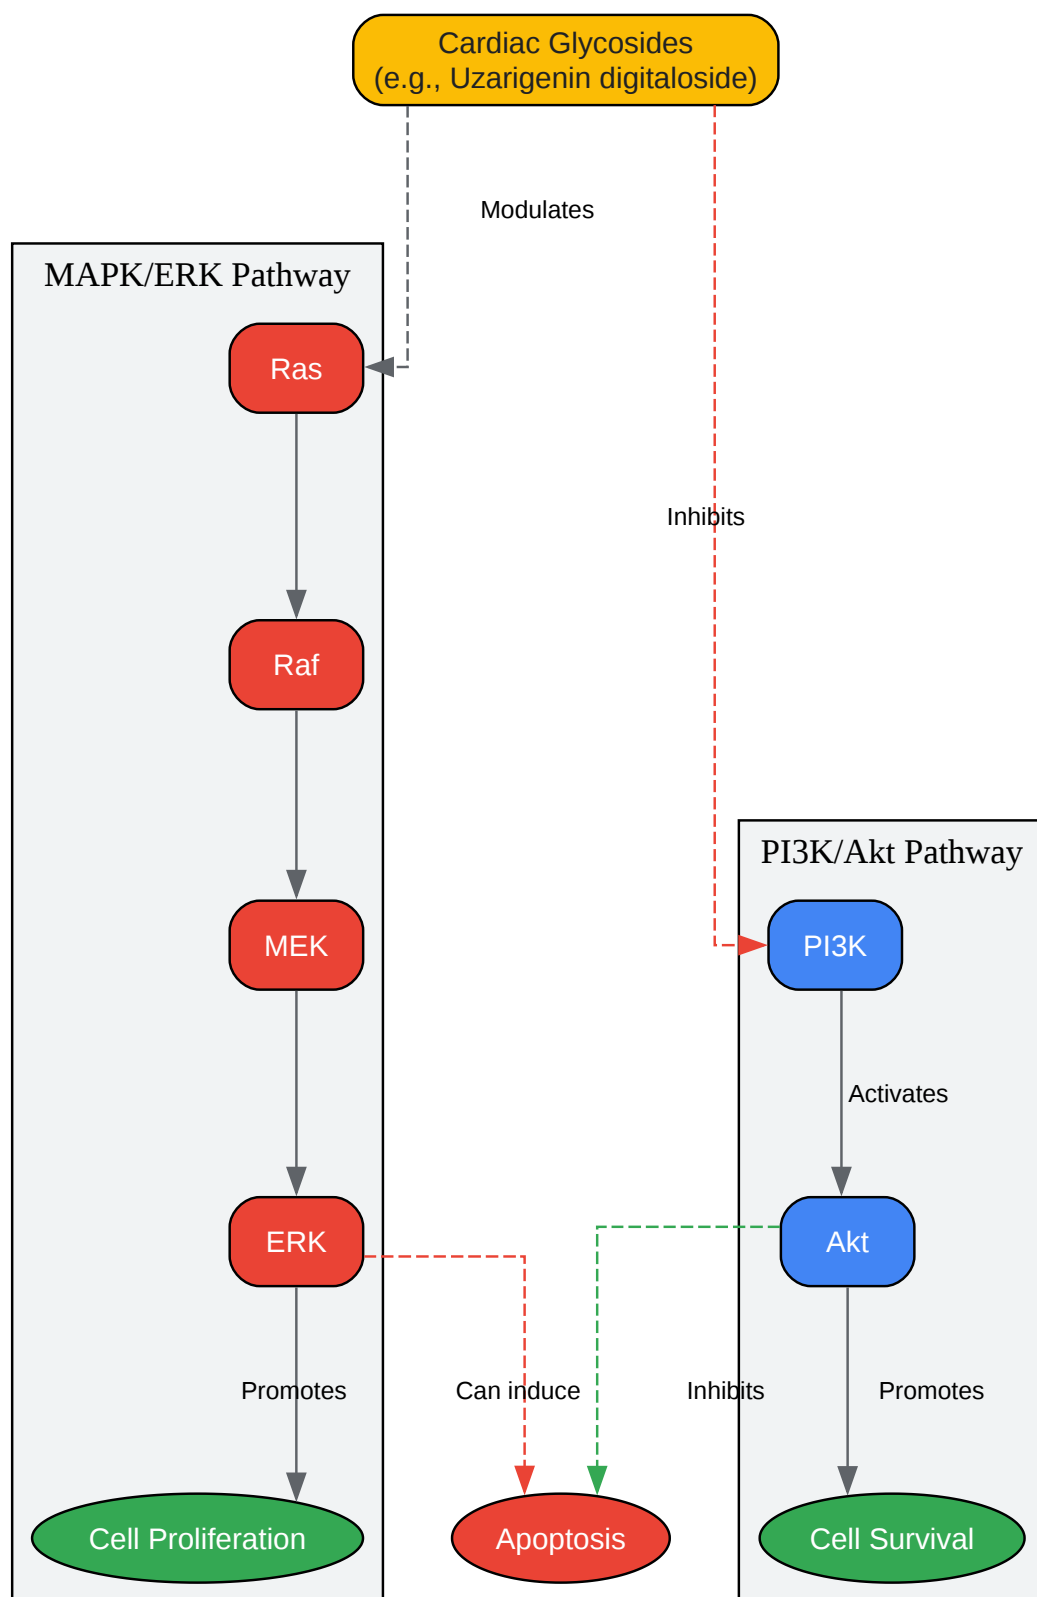 Cardiac Glycosides
(e.g., Uzarigenin digitaloside)
Modulates
MAPK/ERK Pathway
Ras
Inhibits
Raf
PI3K/Akt Pathway
MEK
PI3K
Activates
ERK
Akt
Promotes
Can induce
Inhibits
Promotes
Cell Proliferation
Apoptosis
Cell Survival